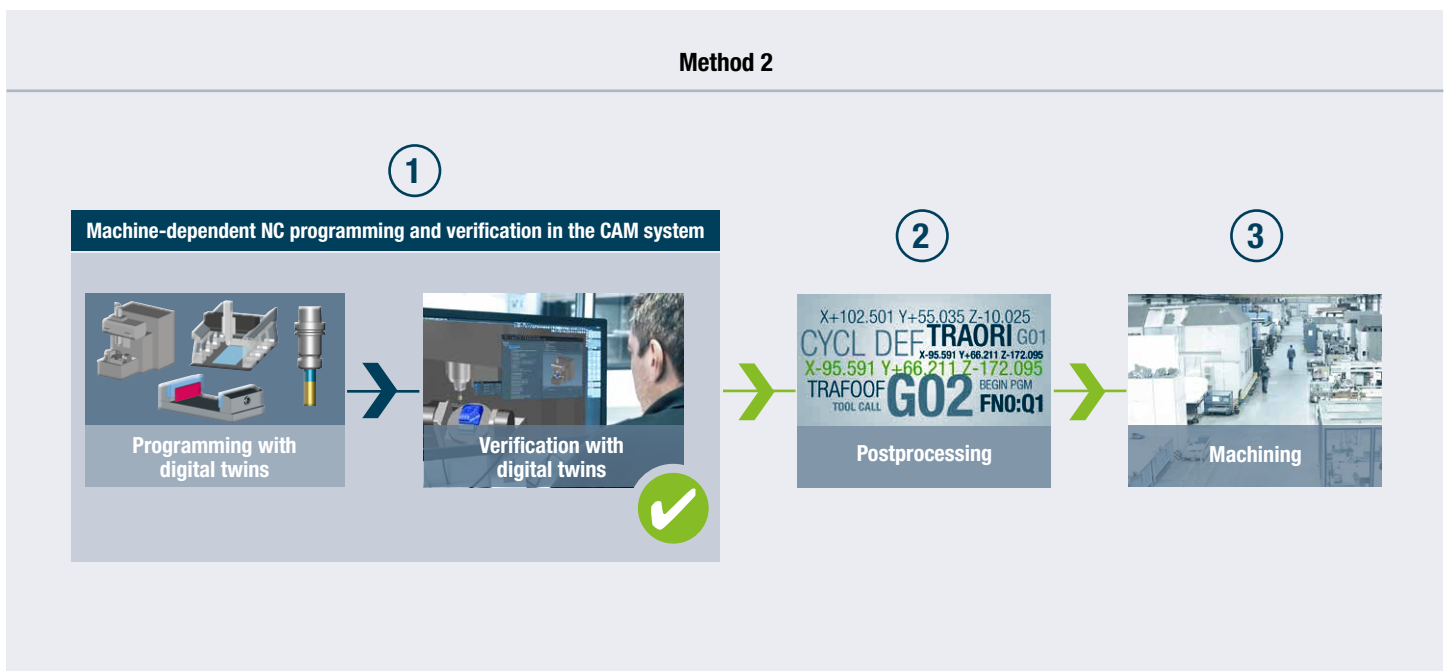 Method 2
1
Machine-dependent NC programming and verification in the CAM system
Programming with
digital twins
Verification with
digital twins
2
X+102.501 Y+55.035 Z-10.025
CYCL DEF TRAORI G01
X-95.591 Y+66.211 Z-172.095
X-95.591 Y+66.211 Z-172.095
TRAFOOF G02 BEGIN PGM
TOOL CALL FN0:Q1
Postprocessing
3
Machining